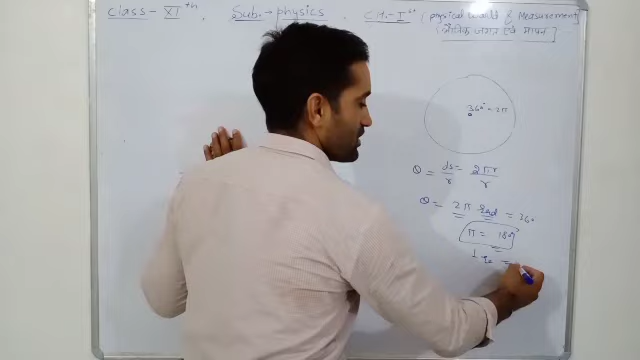 Class- XI th Sub.- physics Ch.- I st ( physical world & Measurement
(भौतिक जगत एवं मापन)
360° = 2π
θ = ds/r = 2πr/r
θ = 2π rad = 360
π = 180°
1